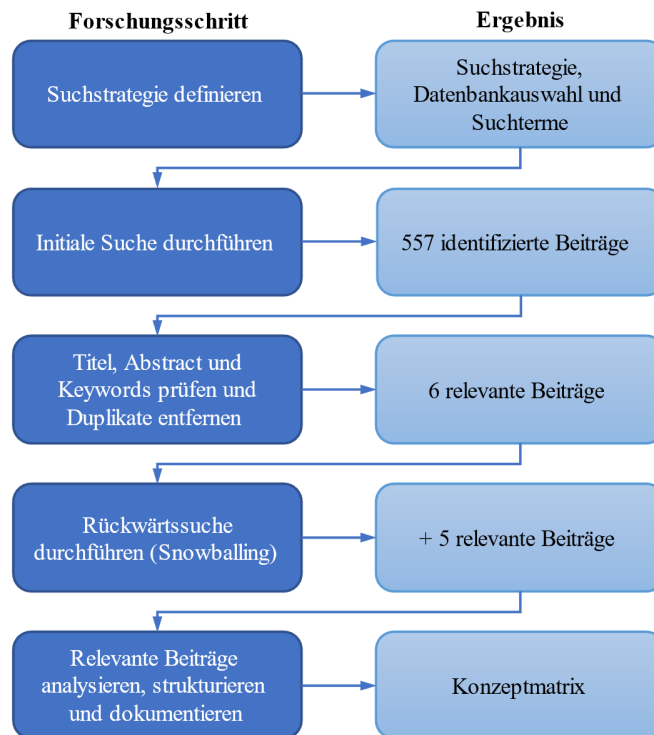 Forschungsschritt
Ergebnis
Suchstrategie definieren
Suchstrategie,
Datenbankauswahl und
Suchterme
Initiale Suche durchführen
557 identifizierte Beiträge
Titel, Abstract und
Keywords prüfen und
Duplikate entfernen
6 relevante Beiträge
Rückwärtssuche
durchführen (Snowballing)
+ 5 relevante Beiträge
Relevante Beiträge
analysieren, strukturieren
und dokumentieren
Konzeptmatrix